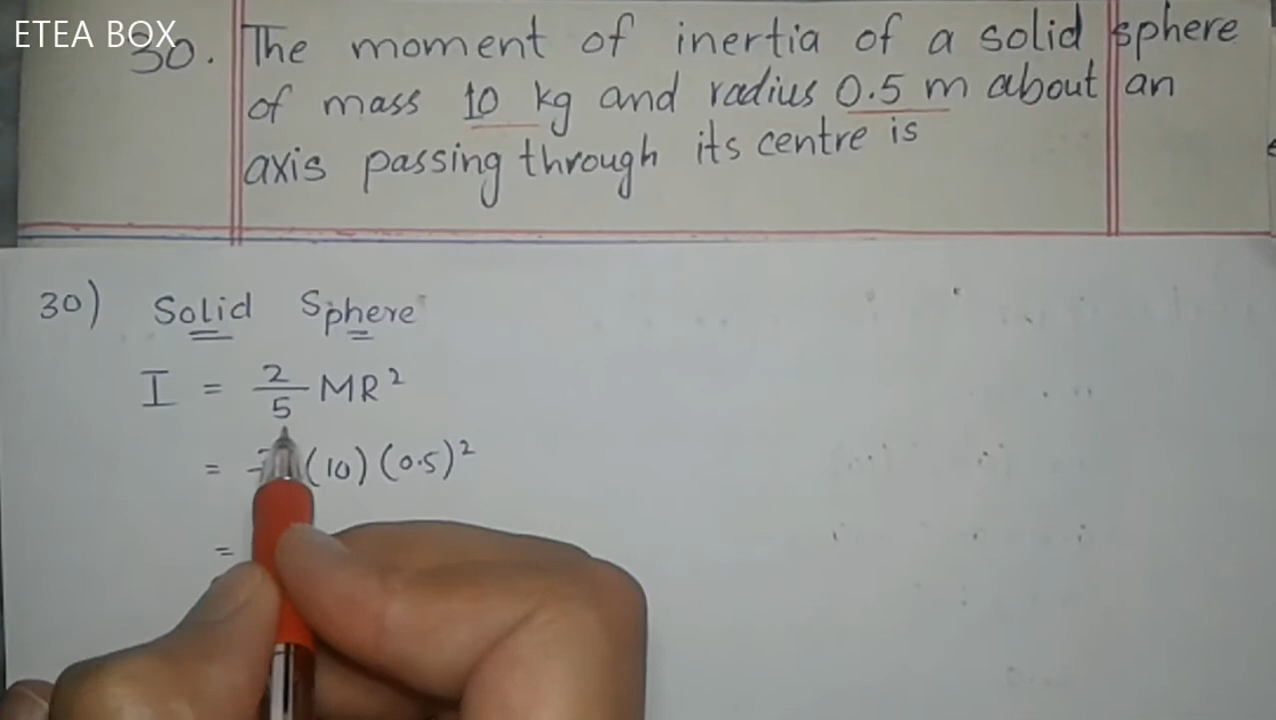 ETEA BOX
30. The moment of inertia of a solid sphere
of mass 10 kg and radius 0.5 m about an
axis passing through its centre is
30) Solid Sphere
I = 2/5 MR²
= (10) (0.5)²
=